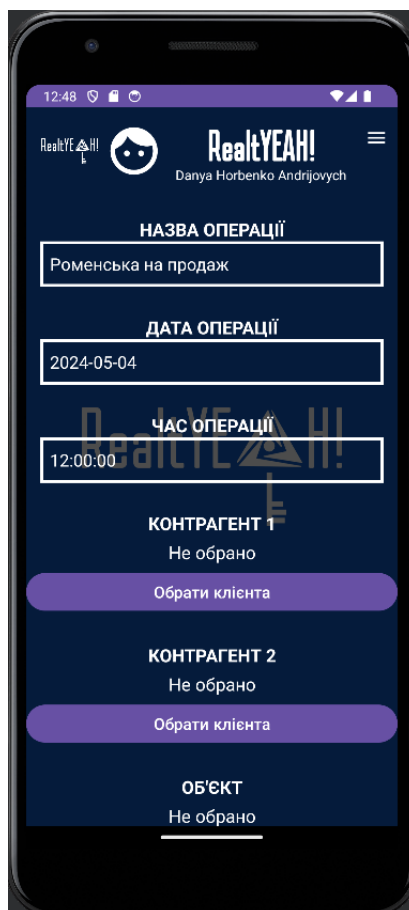 12:48
RealtYEAH!
RealtYEAH!
Danya Horbenko Andrijovych
НАЗВА ОПЕРАЦІЇ
Роменська на продаж
ДАТА ОПЕРАЦІЇ
2024-05-04
ЧАС ОПЕРАЦІЇ
RealtYEAH!
12:00:00
КОНТРАГЕНТ 1
Не обрано
Обрати клієнта
КОНТРАГЕНТ 2
Не обрано
Обрати клієнта
ОБ'ЄКТ
Не обрано